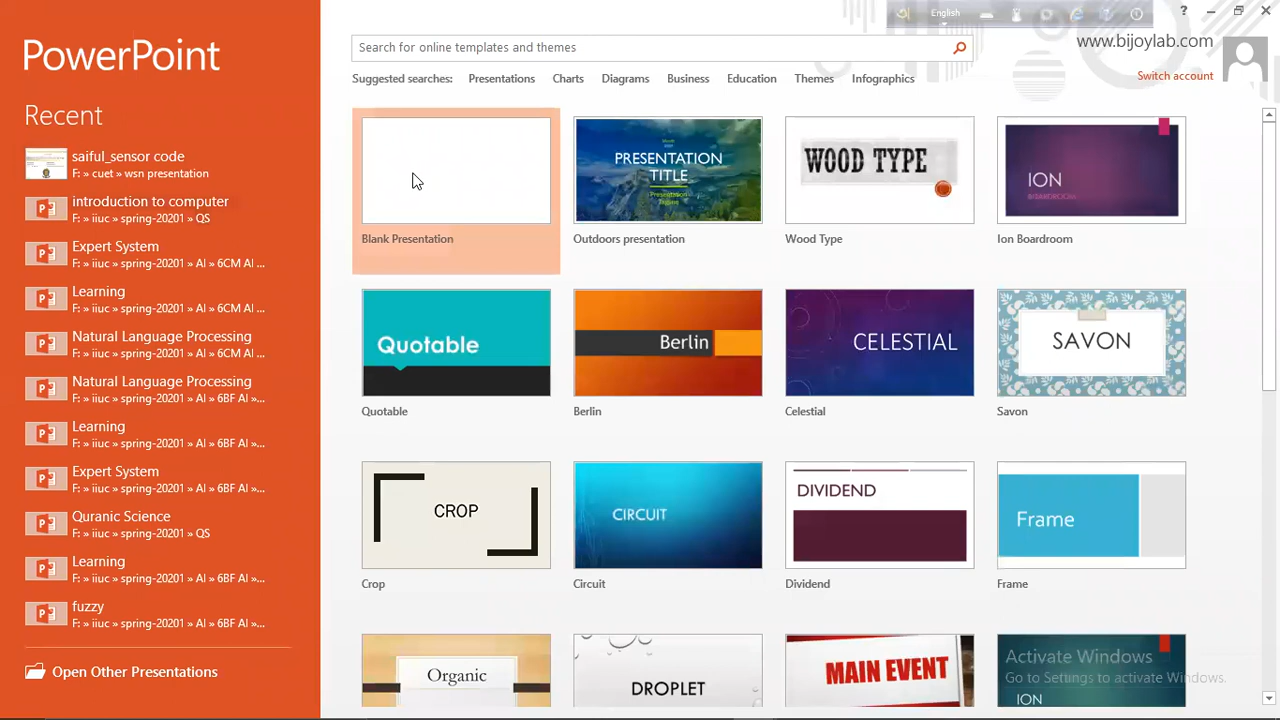 English
?
PowerPoint
Search for online templates and themes
www.bijoylab.com
Switch account
Suggested searches: Presentations Charts Diagrams Business Education Themes Infographics
Recent
saiful_sensor code
F: » cuet » wsn presentation
introduction to computer
F: » iiuc » spring-20201 » QS
Expert System
F: » iiuc » spring-20201 » AI » 6CM AI ...
Learning
F: » iiuc » spring-20201 » AI » 6CM AI ...
Natural Language Processing
F: » iiuc » spring-20201 » AI » 6CM AI ...
Natural Language Processing
F: » iiuc » spring-20201 » AI » 6BF AI »...
Learning
F: » iiuc » spring-20201 » AI » 6BF AI »...
Expert System
F: » iiuc » spring-20201 » AI » 6BF AI »...
Quranic Science
F: » iiuc » spring-20201 » QS
Learning
F: » iiuc » spring-20201 » AI » 6BF AI »...
fuzzy
F: » iiuc » spring-20201 » AI » 6BF AI »...
Open Other Presentations
Blank Presentation
PRESENTATION
TITLE
Outdoors presentation
WOOD TYPE
Wood Type
ION
BOARDROOM
Ion Boardroom
Quotable
Quotable
Berlin
Berlin
CELESTIAL
Celestial
SAVON
Savon
CROP
Crop
CIRCUIT
Circuit
DIVIDEND
Dividend
Frame
Frame
Organic
DROPLET
MAIN EVENT
ION
Activate Windows
Go to Settings to activate Windows.